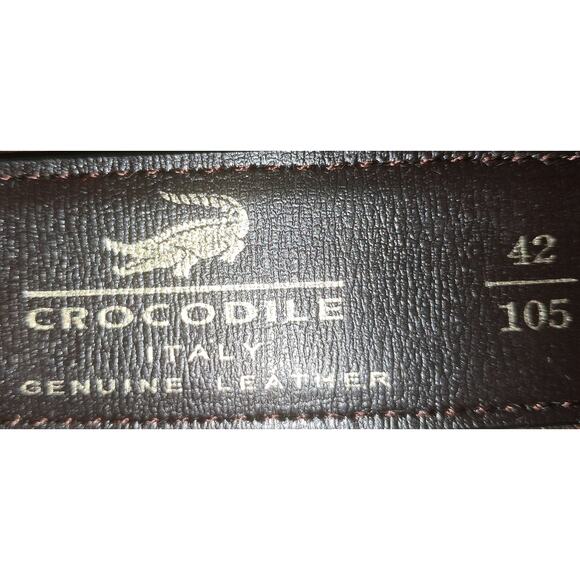 CROCODILE
ITALY
GENUINE LEATHER
42
105